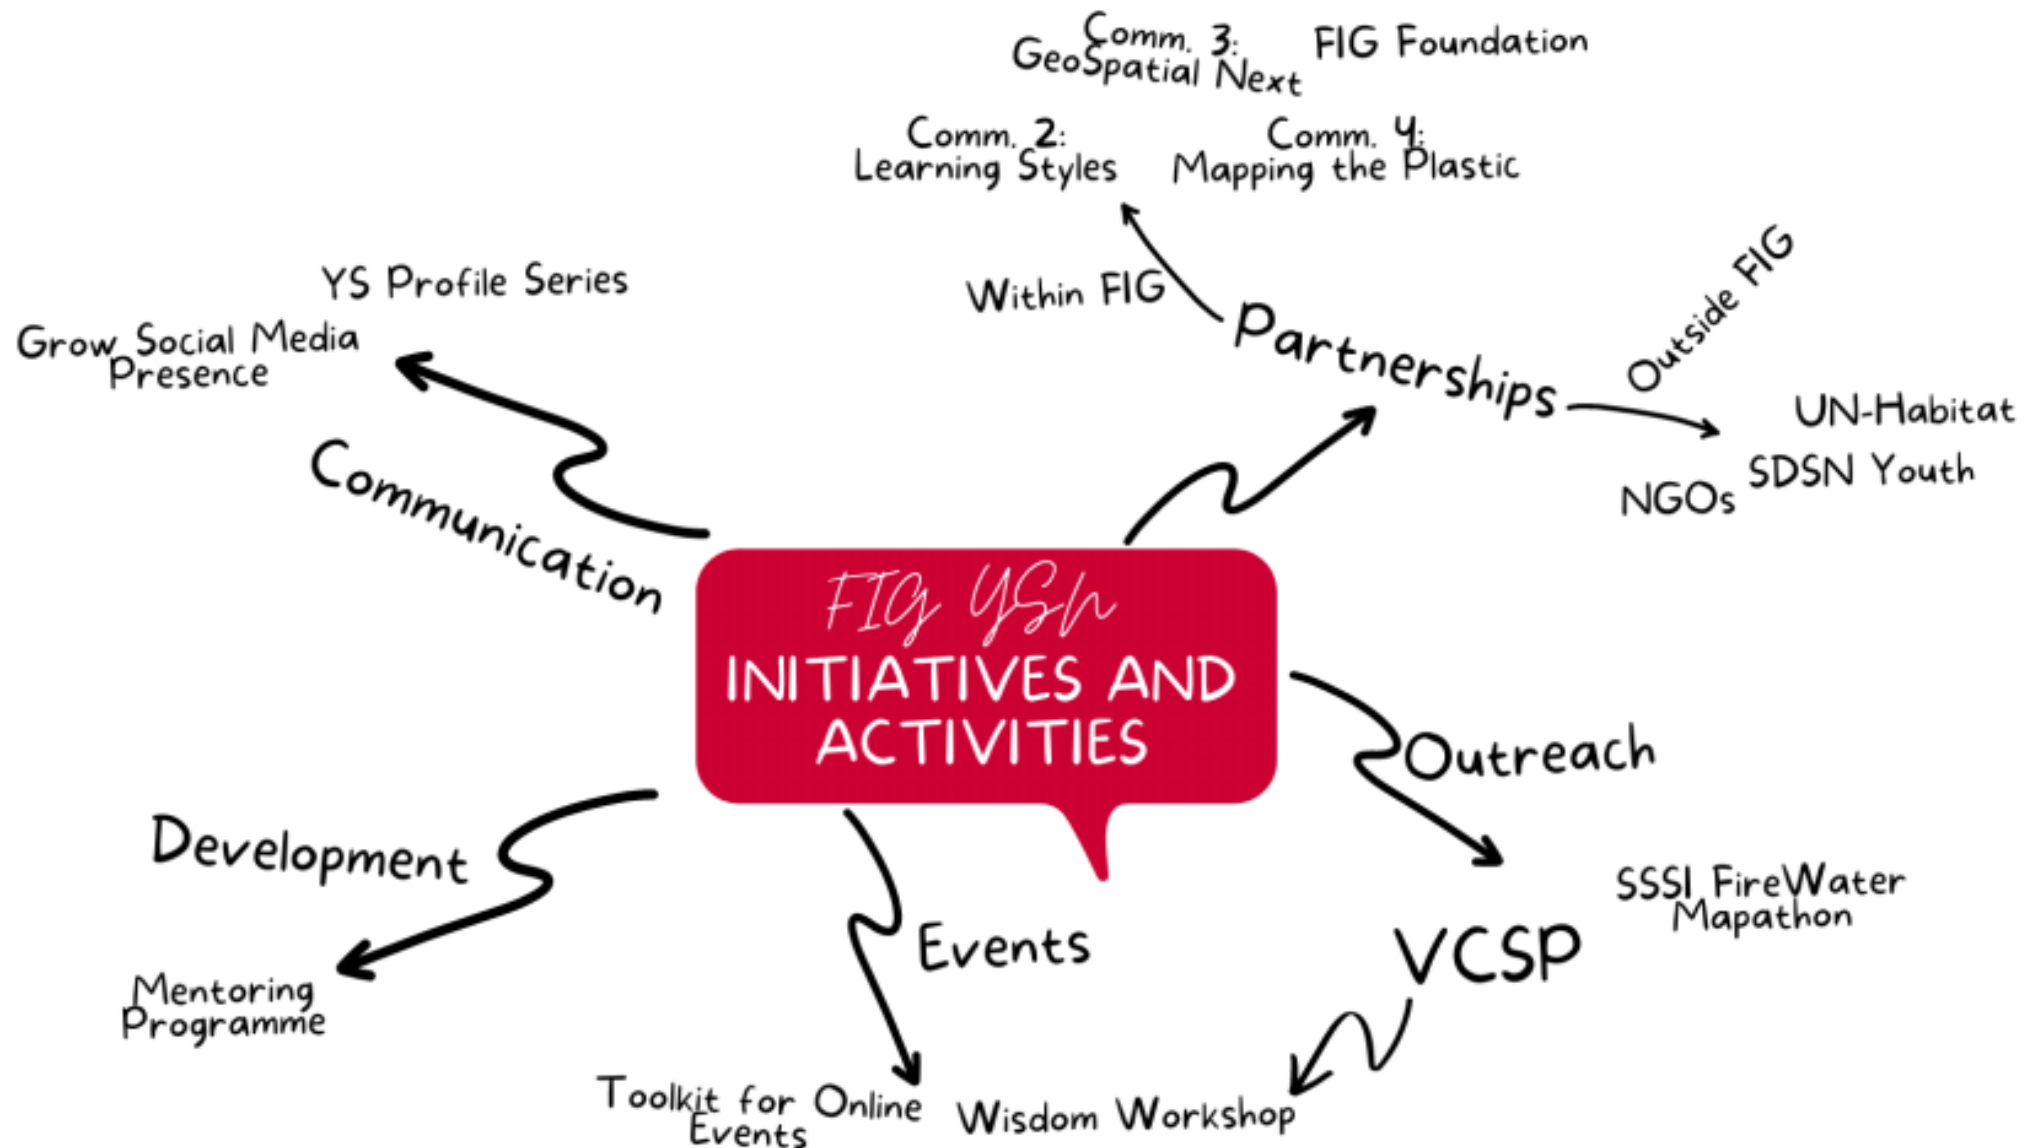 Comm. 3:
GeoSpatial Next
FIG Foundation
Comm. 2:
Learning Styles
Comm. 4:
Mapping the Plastic
Within FIG
Partnerships
Outside FIG
UN-Habitat
SDSN Youth
NGOs
YS Profile Series
Grow Social Media
Presence
Communication
FIG YSN
INITIATIVES AND
ACTIVITIES
Outreach
SSSI FireWater
Mapathon
VCSP
Development
Mentoring
Programme
Events
Toolkit for Online
Events
Wisdom Workshop